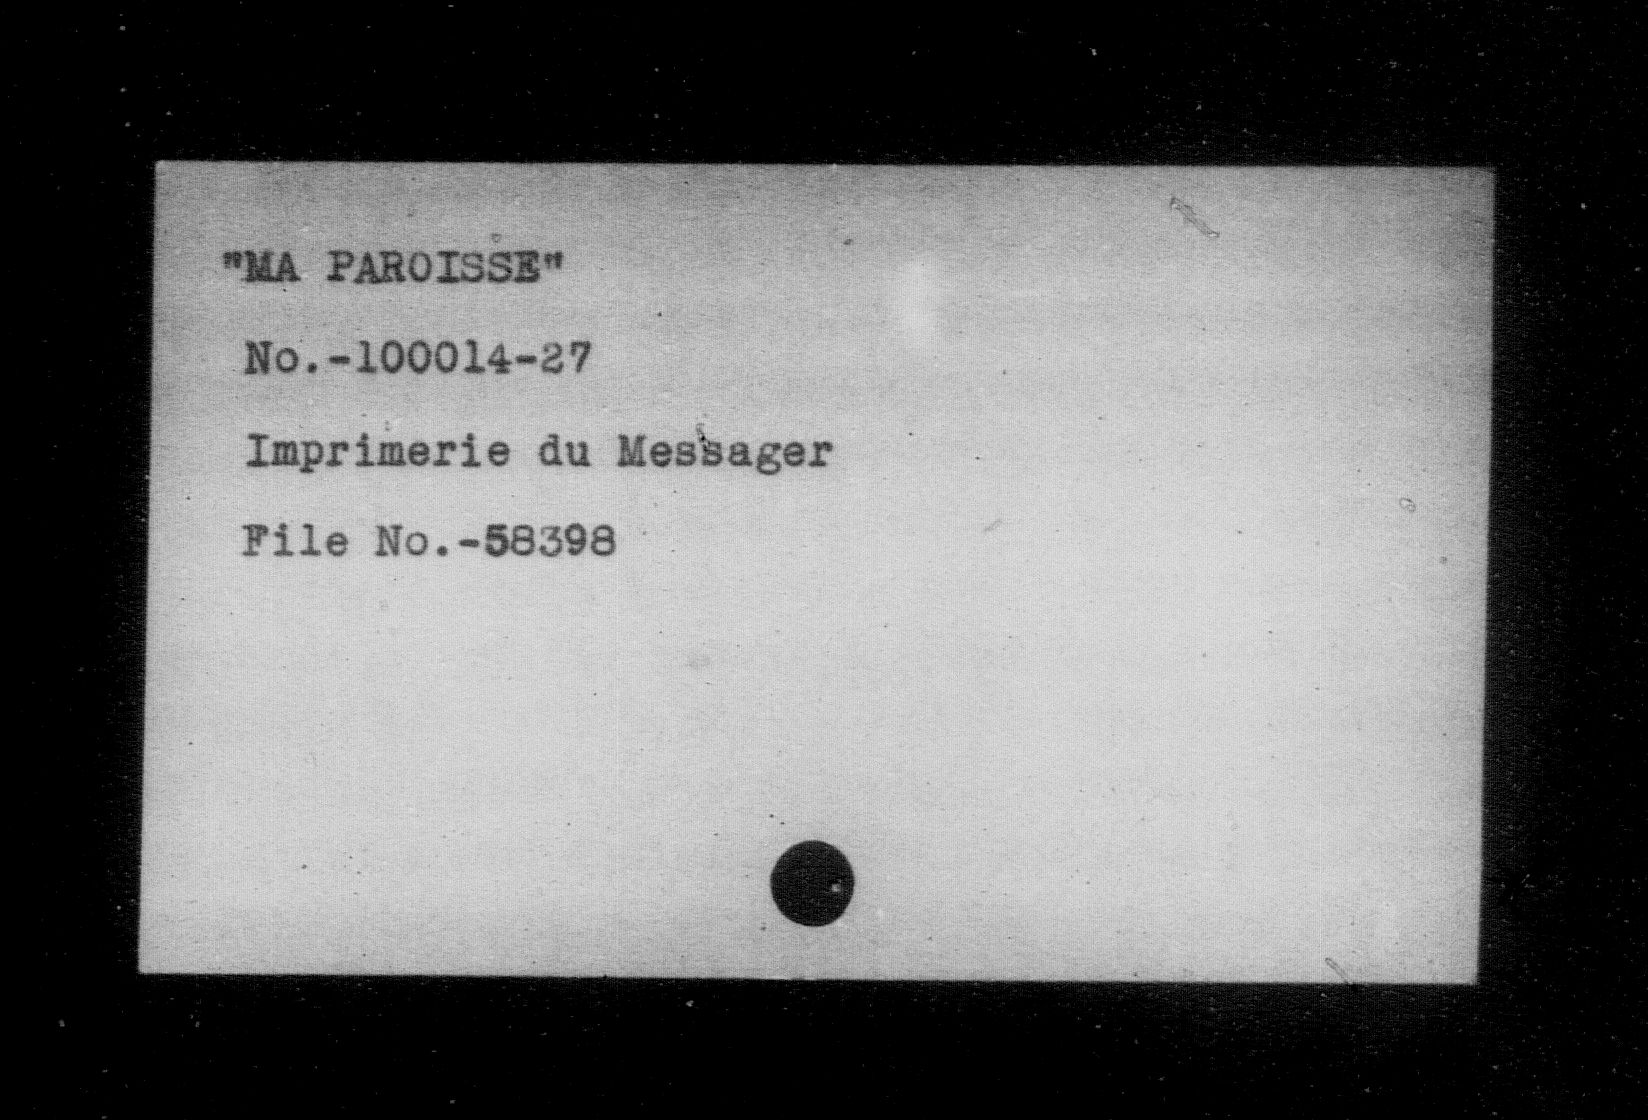 "MA PAROISSE"
No.-100014-27
Imprimerie du Messager
File No.-58398